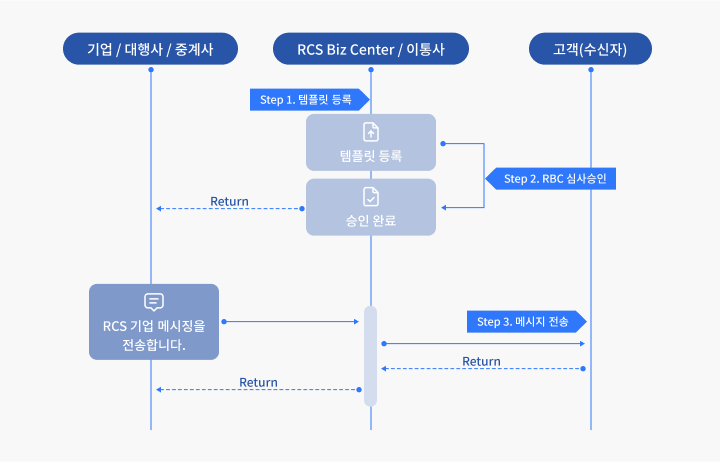 기업 / 대행사 / 중계사
RCS Biz Center / 이통사
고객(수신자)
Step 1. 템플릿 등록
템플릿 등록
Step 2. RBC 심사승인
Return
승인 완료
RCS 기업 메시징을
전송합니다.
Step 3. 메시지 전송
Return
Return